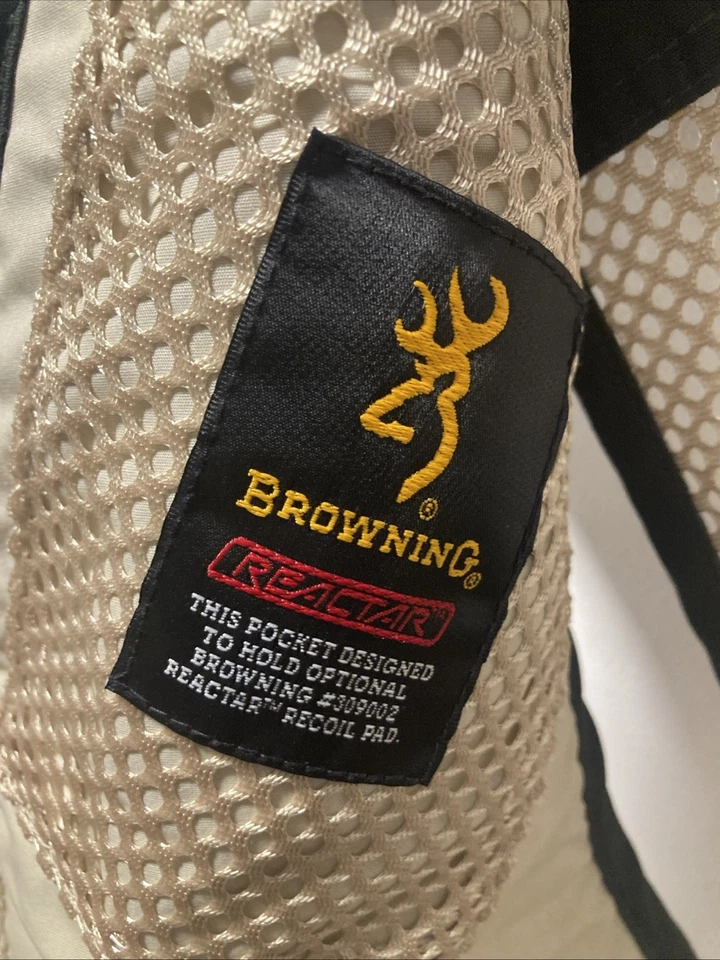 ®
BROWNING®
REACTAR™
THIS POCKET DESIGNED
TO HOLD OPTIONAL
BROWNING #309002
REACTAR™ RECOIL PAD.